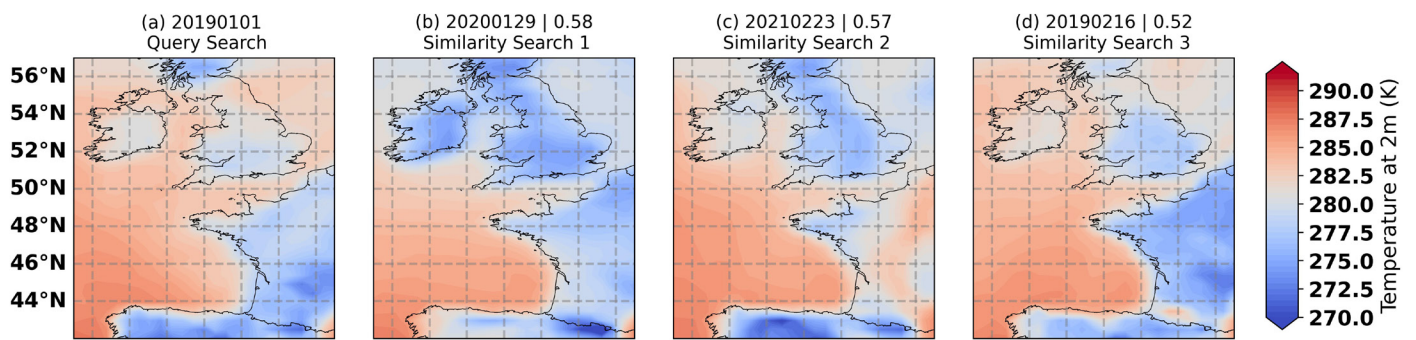 (a) 20190101
Query Search
(b) 20200129 | 0.58
Similarity Search 1
(c) 20210223 | 0.57
Similarity Search 2
(d) 20190216 | 0.52
Similarity Search 3
56°N
54°N
52°N
50°N
48°N
46°N
44°N
290.0
287.5
285.0
282.5
280.0
277.5
275.0
272.5
270.0
Temperature at 2m (K)